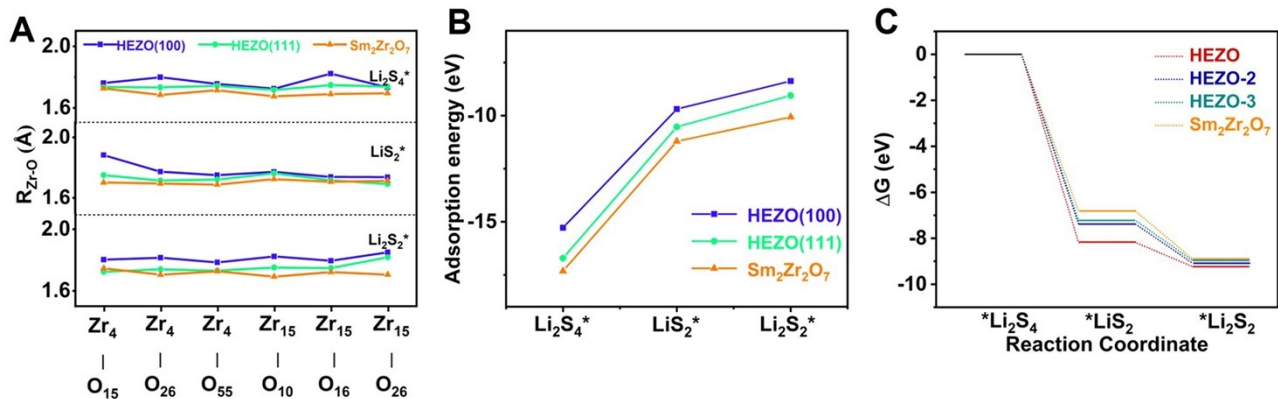 A
R_Zr-O (Å)
2.0
1.6
2.0
1.6
2.0
1.6
HEZO(100) HEZO(111) Sm₂Zr₂O₇
Li₂S₄*
LiS₂*
Li₂S₂*
Zr₄ Zr₄ Zr₄ Zr₁₅ Zr₁₅ Zr₁₅
| | | | | |
O₁₅ O₂₆ O₅₅ O₁₀ O₁₆ O₂₆
B
Adsorption energy (eV)
-10
-15
HEZO(100)
HEZO(111)
Sm₂Zr₂O₇
Li₂S₄* LiS₂* Li₂S₂*
C
ΔG (eV)
0
-2
-4
-6
-8
-10
HEZO
HEZO-2
HEZO-3
Sm₂Zr₂O₇
*Li₂S₄ *LiS₂ *Li₂S₂
Reaction Coordinate